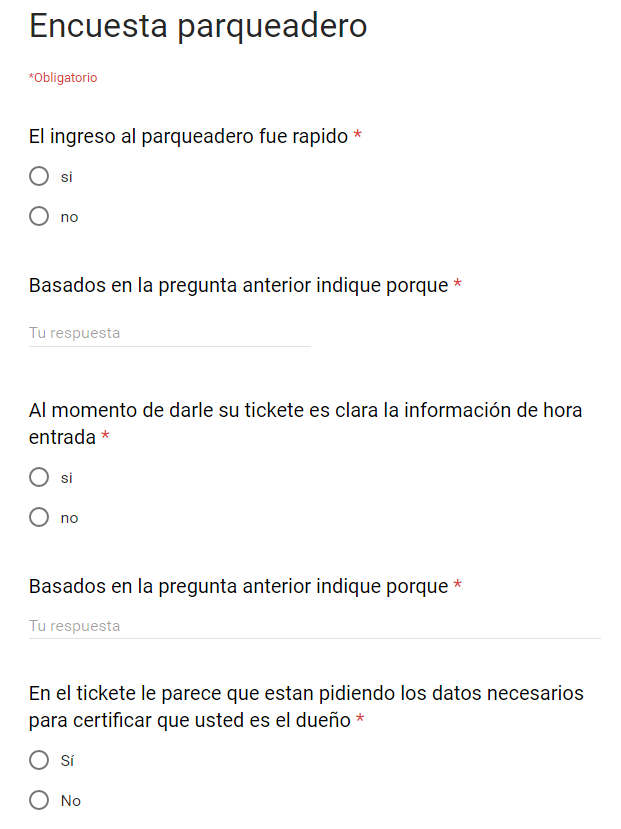 Encuesta parqueadero
*Obligatorio
El ingreso al parqueadero fue rapido *
si
no
Basados en la pregunta anterior indique porque *
Tu respuesta
Al momento de darle su tickete es clara la información de hora
entrada *
si
no
Basados en la pregunta anterior indique porque *
Tu respuesta
En el tickete le parece que estan pidiendo los datos necesarios
para certificar que usted es el dueño *
Sí
No